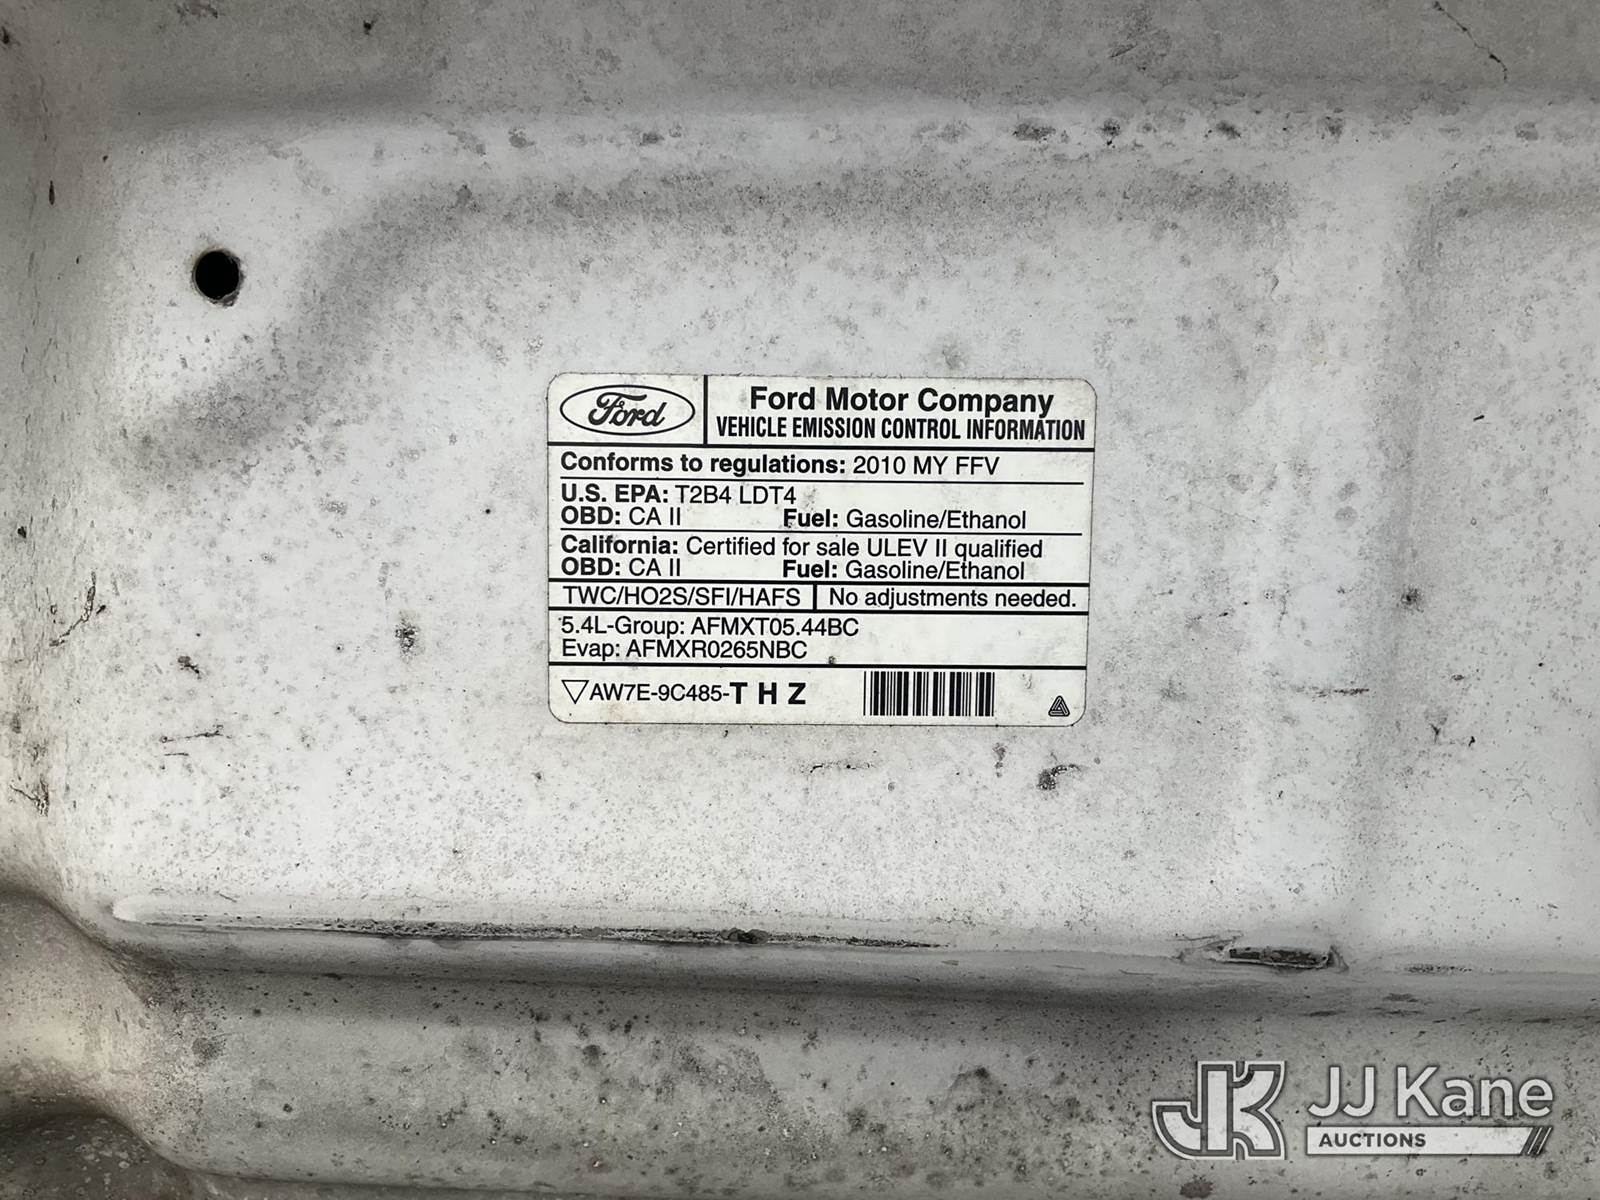 Ford
Ford Motor Company
VEHICLE EMISSION CONTROL INFORMATION
Conforms to regulations: 2010 MY FFV
U.S. EPA: T2B4 LDT4
OBD: CA II Fuel: Gasoline/Ethanol
California: Certified for sale ULEV II qualified
OBD: CA II Fuel: Gasoline/Ethanol
TWC/HO2S/SFI/HAFS No adjustments needed.
5.4L-Group: AFMXT05.44BC
Evap: AFMXR0265NBC
AW7E-9C485-T H Z
JK JJ Kane
AUCTIONS